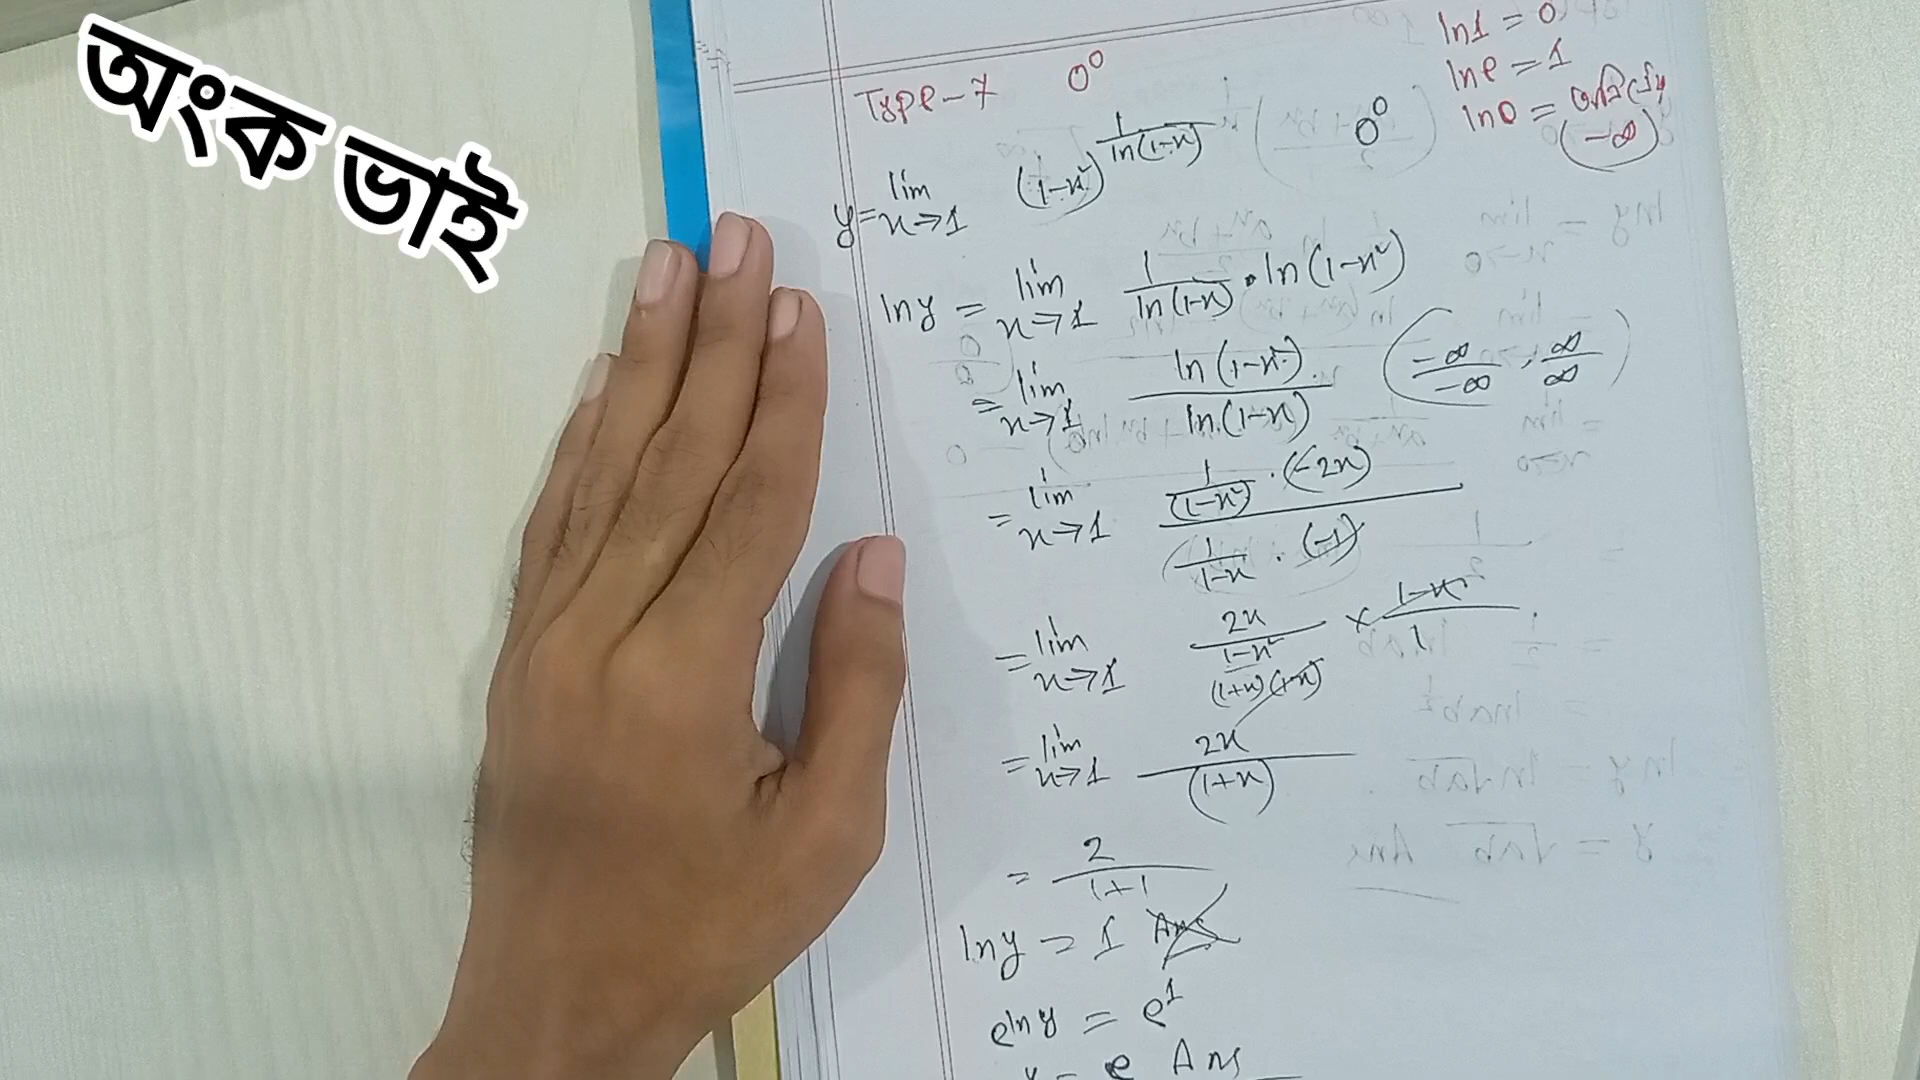 অংক ভাই
ln1 = 0
lne = 1
ln0 =
(-∞)
Type-7 0⁰
y = lim x→1 (1-x²)^(1/ln(1-x)) 0⁰
ln y = lim x→1 1/ln(1-x) · ln(1-x²)
= lim x→1 ln(1-x²)/ln(1-x) (-∞/-∞, ∞/∞)
= lim x→1 (1/(1-x²) · (-2x))/(1/(1-x) · (-1))
= lim x→1 2x/(1-x²) × (1-x)/1
(1+x)(1-x)
= lim x→1 2x/(1+x)
= 2/(1+1)
ln y = 1 Ans
e^(ln y) = e^1
y = e Ans